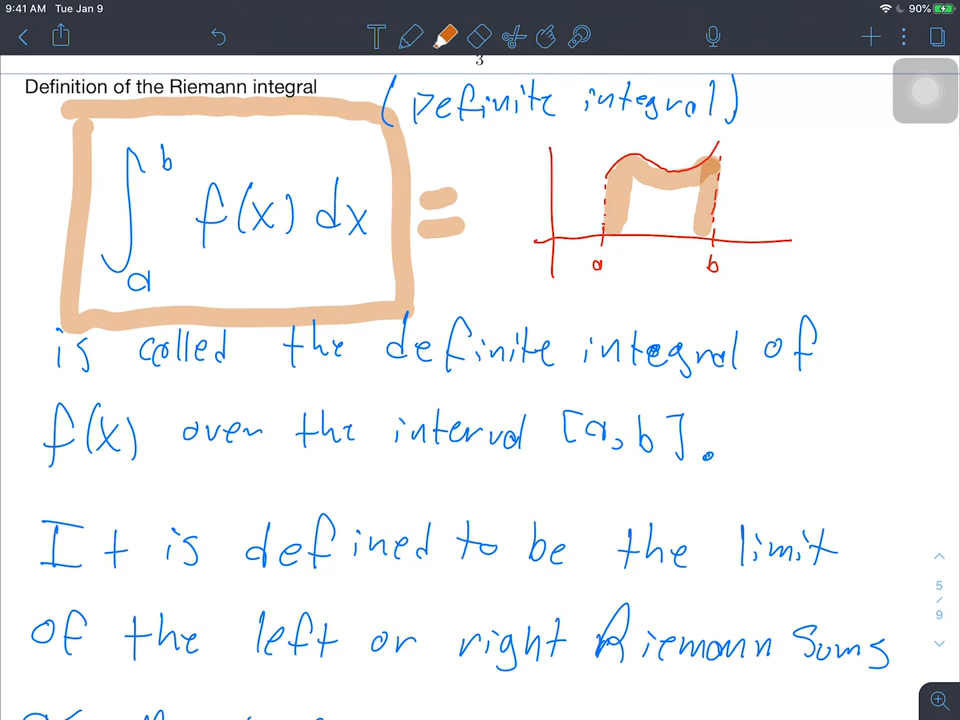 9:41 AM Tue Jan 9
90%
3
Definition of the Riemann integral
(Definite integral)
∫ₐᵇ f(x) dx =
a b
is called the definite integral of
f(x) over the interval [a, b].
It is defined to be the limit
of the left or right Riemann Sums
5
/
9